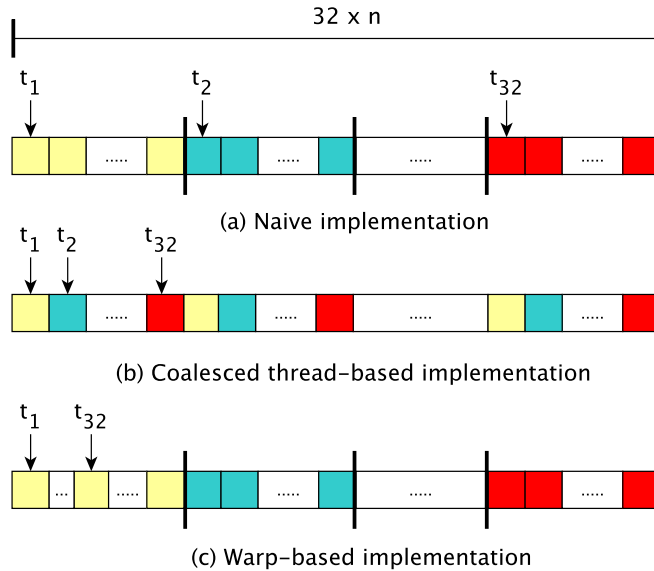 32 x n
t1 t2 t32
..... ..... ..... .....
(a) Naive implementation
t1 t2 t32
..... ..... ..... .....
(b) Coalesced thread-based implementation
t1 t32
... ..... ..... ..... .....
(c) Warp-based implementation